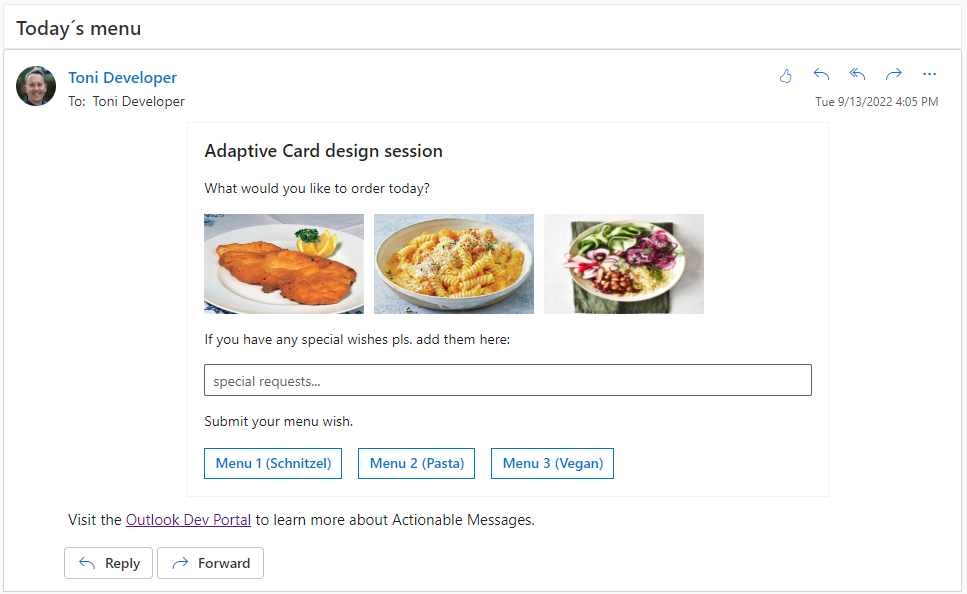 Today´s menu
Toni Developer
To: Toni Developer
Tue 9/13/2022 4:05 PM
Adaptive Card design session
What would you like to order today?
If you have any special wishes pls. add them here:
special requests...
Submit your menu wish.
Menu 1 (Schnitzel)
Menu 2 (Pasta)
Menu 3 (Vegan)
Visit the Outlook Dev Portal to learn more about Actionable Messages.
Reply
Forward